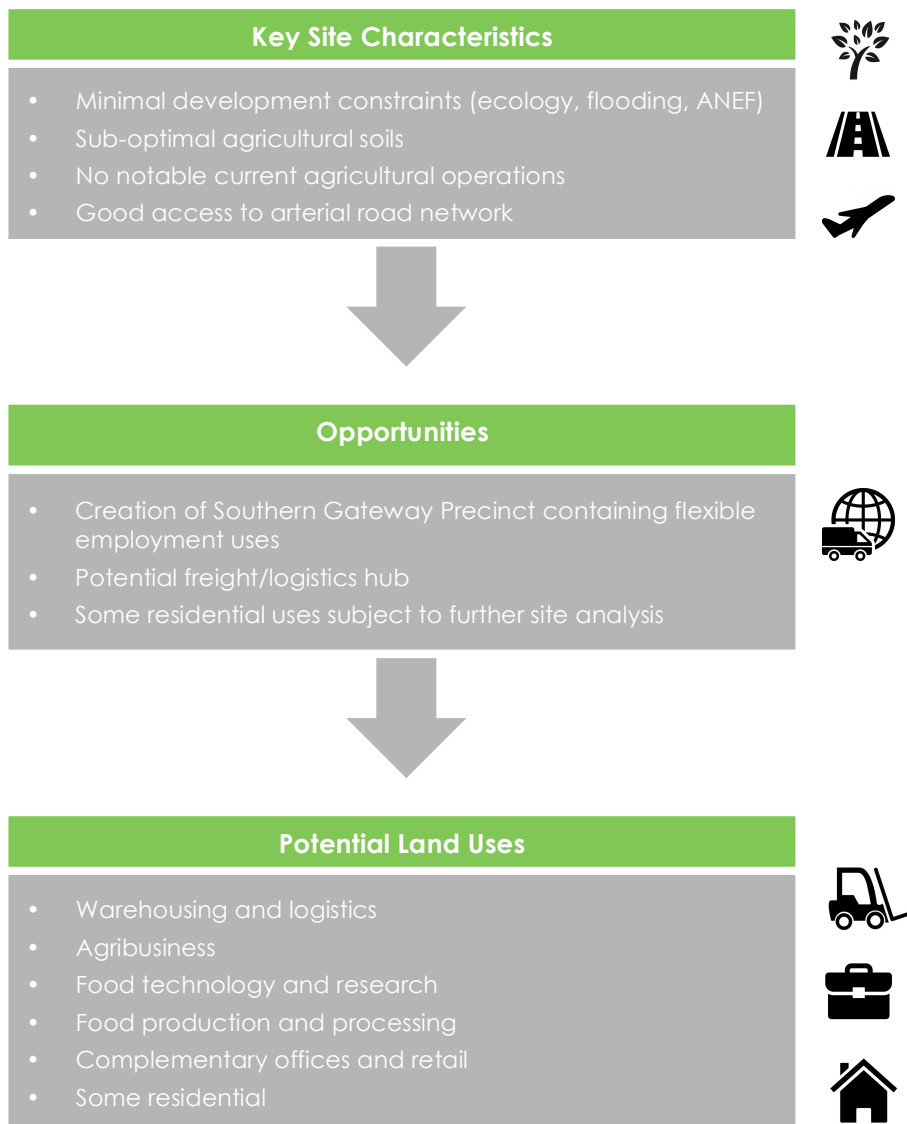 Key Site Characteristics
• Minimal development constraints (ecology, flooding, ANEF)
• Sub-optimal agricultural soils
• No notable current agricultural operations
• Good access to arterial road network
Opportunities
• Creation of Southern Gateway Precinct containing flexible
employment uses
• Potential freight/logistics hub
• Some residential uses subject to further site analysis
Potential Land Uses
• Warehousing and logistics
• Agribusiness
• Food technology and research
• Food production and processing
• Complementary offices and retail
• Some residential